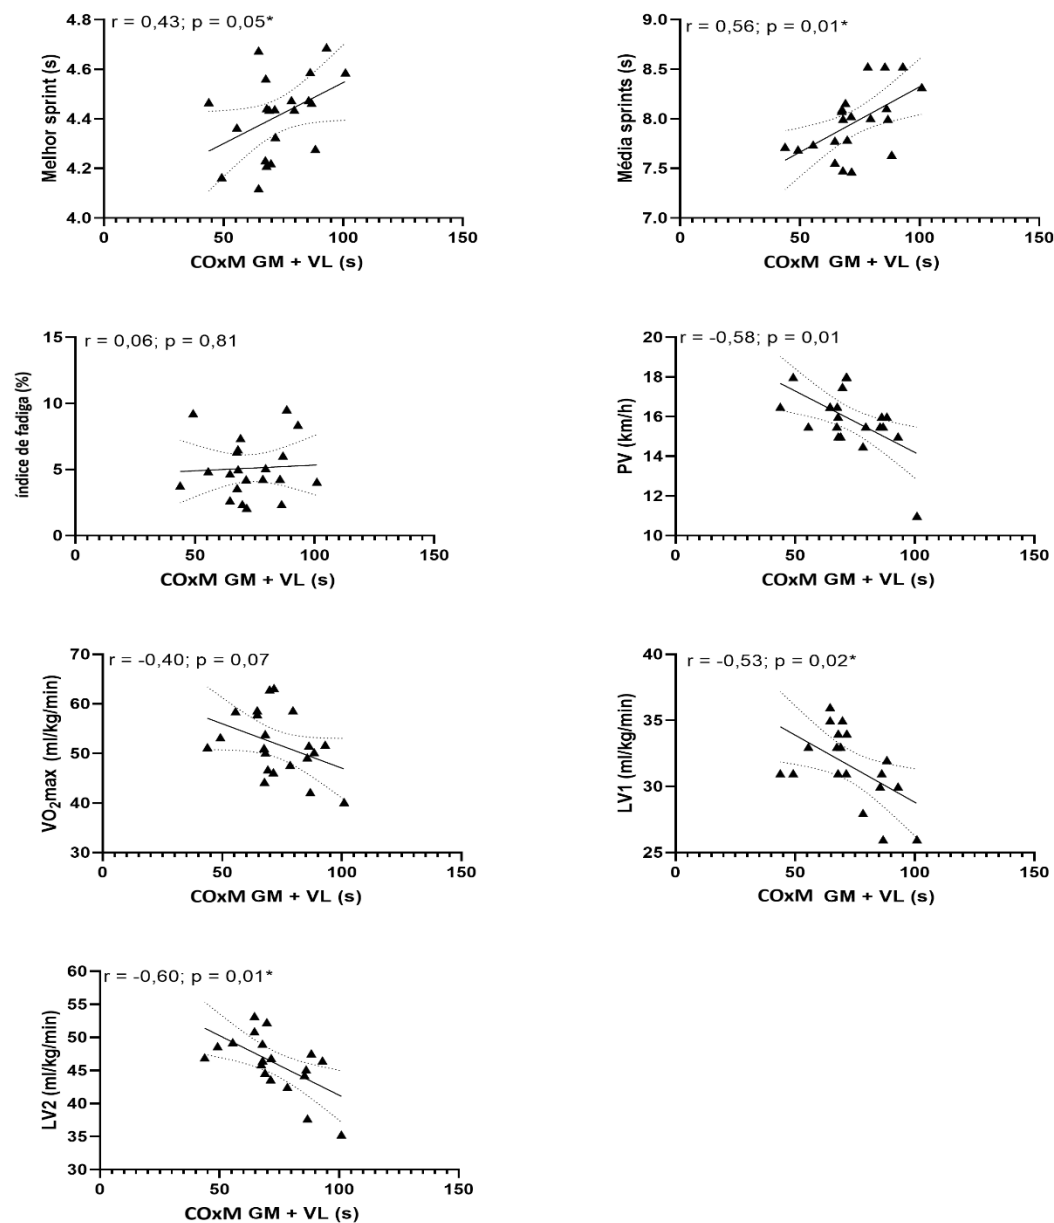 r = 0,43; p = 0,05*
Melhor sprint (s)
4.8
4.6
4.4
4.2
4.0
0 50 100 150
COxM GM + VL (s)
r = 0,56; p = 0,01*
Média sprints (s)
9.0
8.5
8.0
7.5
7.0
0 50 100 150
COxM GM + VL (s)
r = 0,06; p = 0,81
índice de fadiga (%)
15
10
5
0
0 50 100 150
COxM GM + VL (s)
r = -0,58; p = 0,01
PV (km/h)
20
18
16
14
12
10
0 50 100 150
COxM GM + VL (s)
r = -0,40; p = 0,07
VO₂max (ml/kg/min)
70
60
50
40
30
0 50 100 150
COxM GM + VL (s)
r = -0,53; p = 0,02*
LV1 (ml/kg/min)
40
35
30
25
0 50 100 150
COxM GM + VL (s)
r = -0,60; p = 0,01*
LV2 (ml/kg/min)
60
55
50
45
40
35
30
0 50 100 150
COxM GM + VL (s)